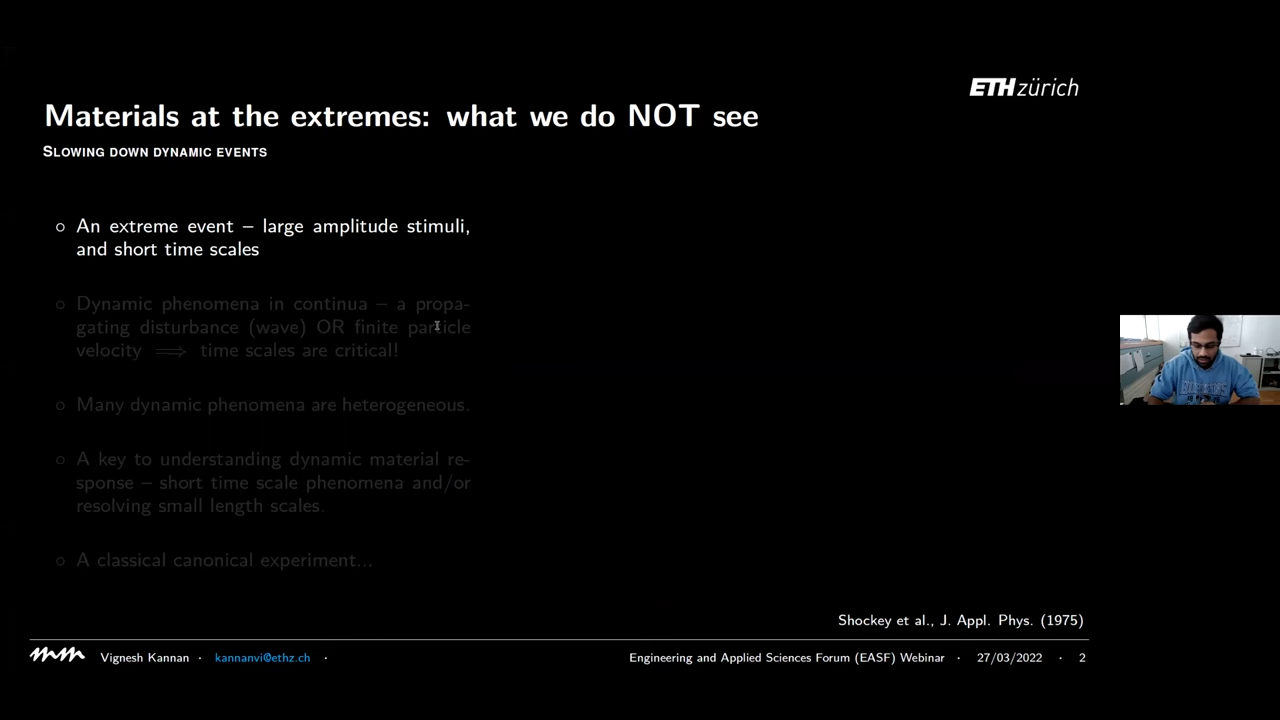 ETH zürich
Materials at the extremes: what we do NOT see
SLOWING DOWN DYNAMIC EVENTS
○ An extreme event – large amplitude stimuli,
and short time scales
○ Dynamic phenomena in continua – a propa-
gating disturbance (wave) OR finite particle
velocity ⟹ time scales are critical!
○ Many dynamic phenomena are heterogeneous.
○ A key to understanding dynamic material re-
sponse – short time scale phenomena and/or
resolving small length scales.
○ A classical canonical experiment...
Shockey et al., J. Appl. Phys. (1975)
Vignesh Kannan · kannanvi@ethz.ch · Engineering and Applied Sciences Forum (EASF) Webinar · 27/03/2022 · 2